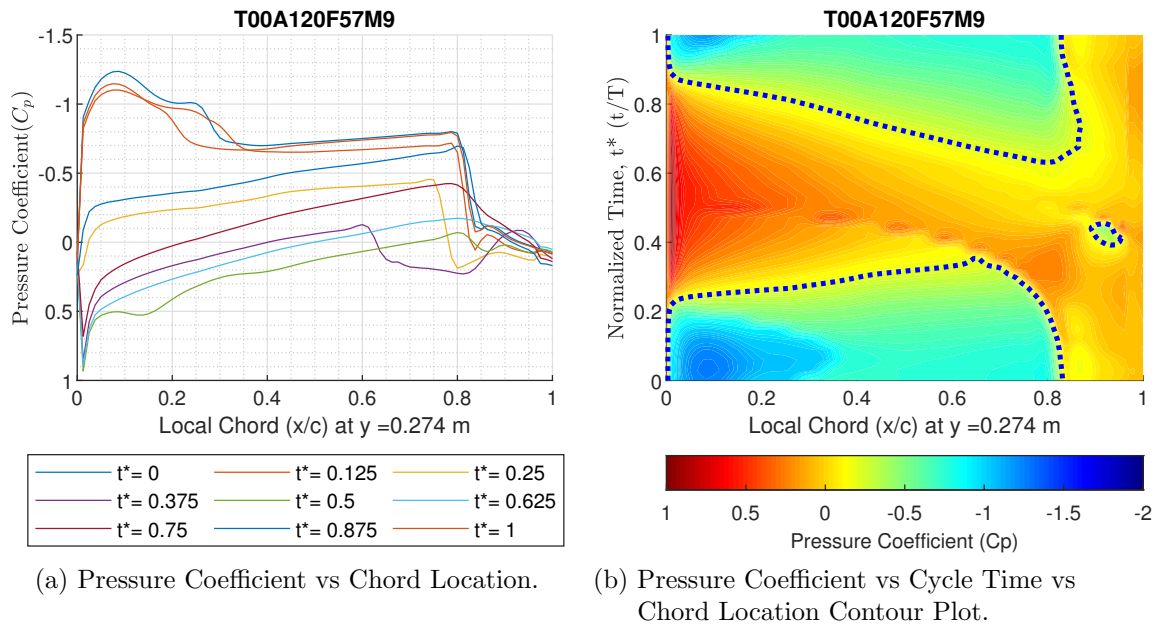 T00A120F57M9
-1.5
-1
-0.5
0
0.5
1
Pressure Coefficient(Cp)
0 0.2 0.4 0.6 0.8 1
Local Chord (x/c) at y =0.274 m
t*= 0 t*= 0.125 t*= 0.25
t*= 0.375 t*= 0.5 t*= 0.625
t*= 0.75 t*= 0.875 t*= 1
(a) Pressure Coefficient vs Chord Location.
T00A120F57M9
1
0.8
0.6
0.4
0.2
0
Normalized Time, t* (t/T)
0 0.2 0.4 0.6 0.8 1
Local Chord (x/c) at y =0.274 m
1 0.5 0 -0.5 -1 -1.5 -2
Pressure Coefficient (Cp)
(b) Pressure Coefficient vs Cycle Time vs
Chord Location Contour Plot.